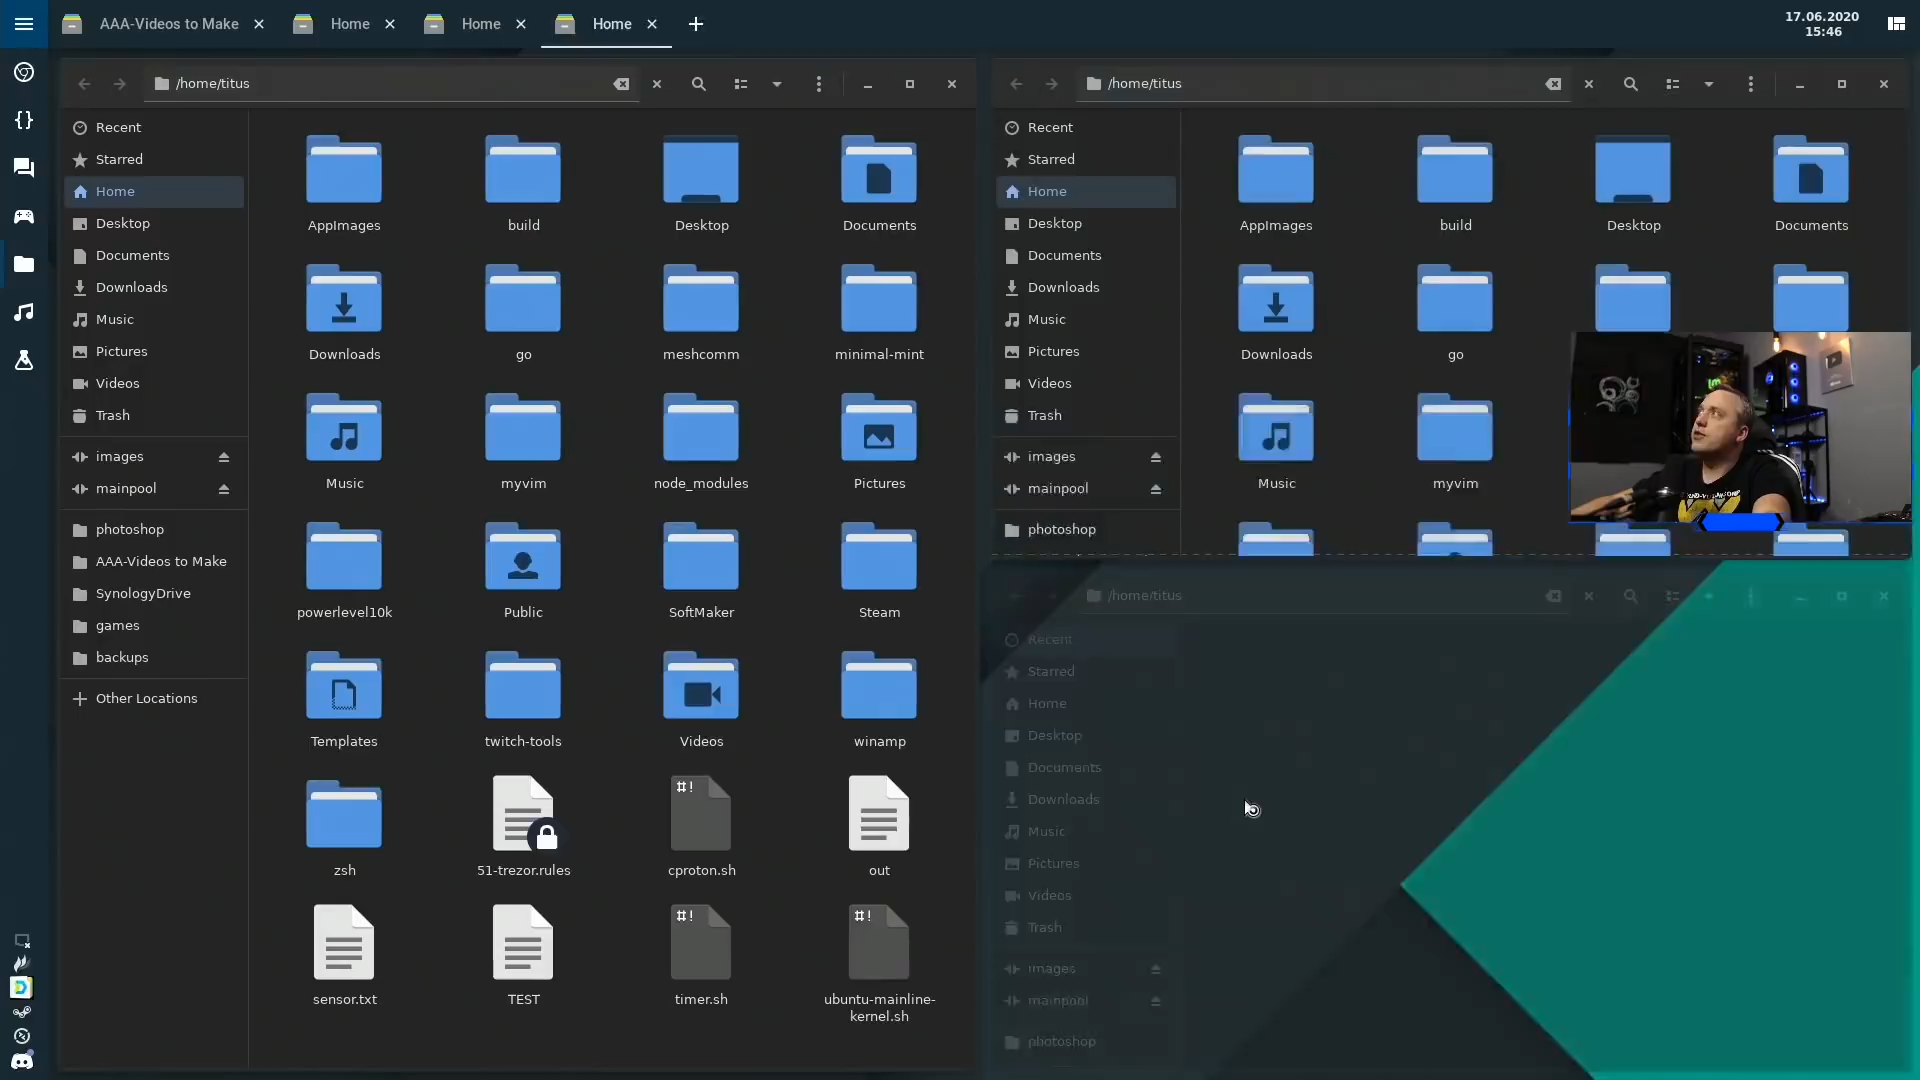 AAA-Videos to Make
Home
Home
Home
17.06.2020
15:46
/home/titus
Recent
Starred
Home
Desktop
Documents
Downloads
Music
Pictures
Videos
Trash
images
mainpool
photoshop
AAA-Videos to Make
SynologyDrive
games
backups
Other Locations
AppImages
build
Desktop
Documents
Downloads
go
meshcomm
minimal-mint
Music
myvim
node_modules
Pictures
powerlevel10k
Public
SoftMaker
Steam
Templates
twitch-tools
Videos
winamp
zsh
51-trezor.rules
#!
cproton.sh
out
sensor.txt
TEST
#!
timer.sh
#!
ubuntu-mainline-
kernel.sh
/home/titus
Recent
Starred
Home
Desktop
Documents
Downloads
Music
Pictures
Videos
Trash
images
mainpool
photoshop
AppImages
build
Desktop
Documents
Downloads
go
Music
myvim
/home/titus
Recent
Starred
Home
Desktop
Documents
Downloads
Music
Pictures
Videos
Trash
images
mainpool
photoshop